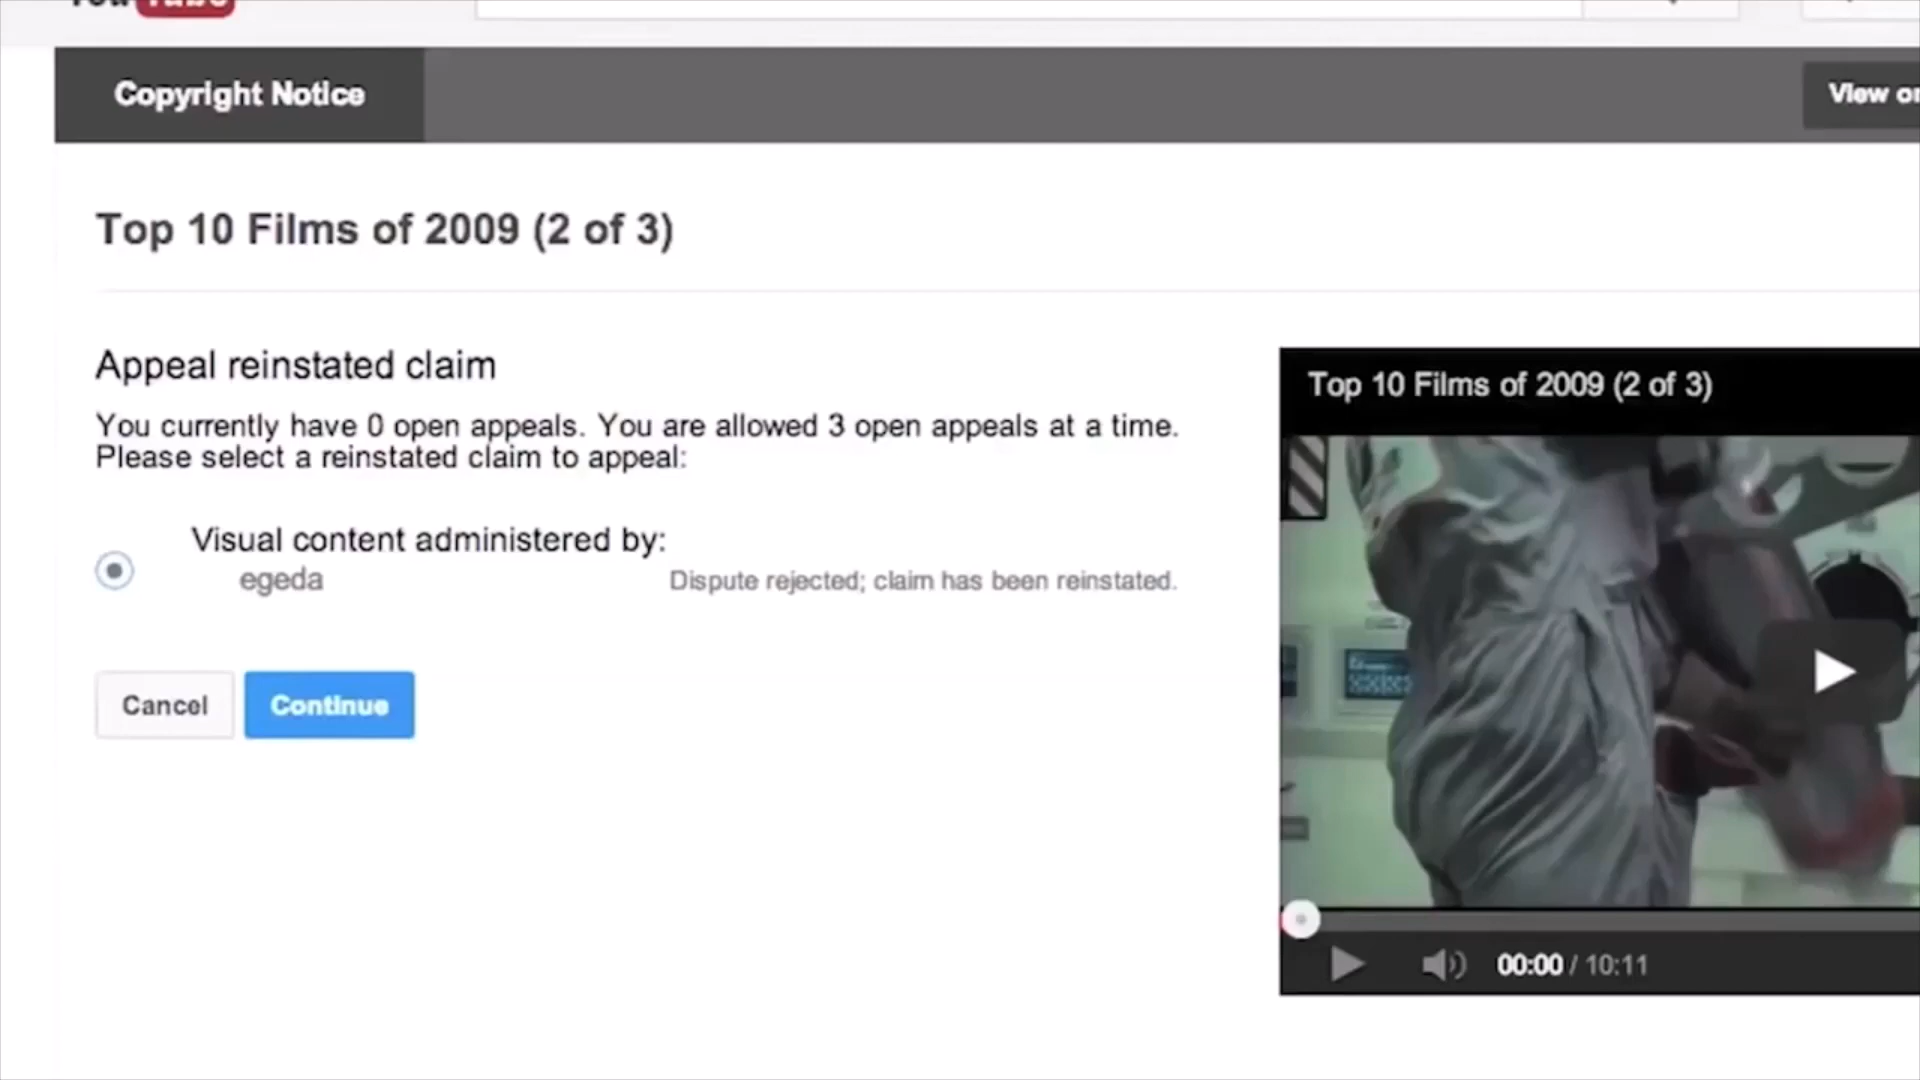 Copyright Notice
View on
Top 10 Films of 2009 (2 of 3)
Appeal reinstated claim
You currently have 0 open appeals. You are allowed 3 open appeals at a time.
Please select a reinstated claim to appeal:
Visual content administered by:
egeda
Dispute rejected; claim has been reinstated.
Cancel
Continue
Top 10 Films of 2009 (2 of 3)
00:00 / 10:11